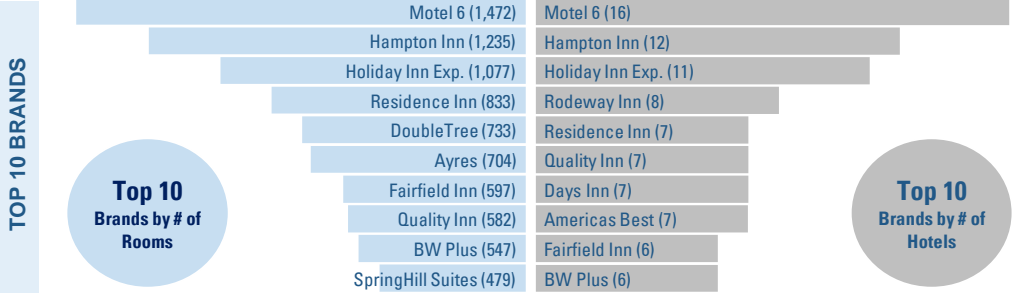 TOP 10 BRANDS
Motel 6 (1,472)
Hampton Inn (1,235)
Holiday Inn Exp. (1,077)
Residence Inn (833)
DoubleTree (733)
Ayres (704)
Fairfield Inn (597)
Quality Inn (582)
BW Plus (547)
SpringHill Suites (479)
Top 10
Brands by # of
Rooms
Motel 6 (16)
Hampton Inn (12)
Holiday Inn Exp. (11)
Rodeway Inn (8)
Residence Inn (7)
Quality Inn (7)
Days Inn (7)
Americas Best (7)
Fairfield Inn (6)
BW Plus (6)
Top 10
Brands by # of
Hotels